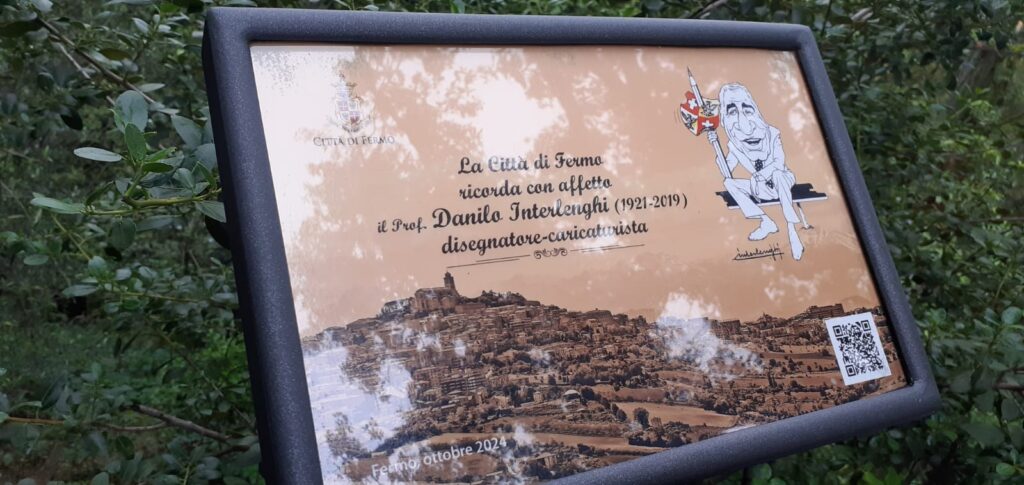 Città di Fermo
La Città di Fermo
ricorda con affetto
il Prof. Danilo Interlenghi (1921-2019)
disegnatore-caricaturista
interlenghi
Fermo, ottobre 2024